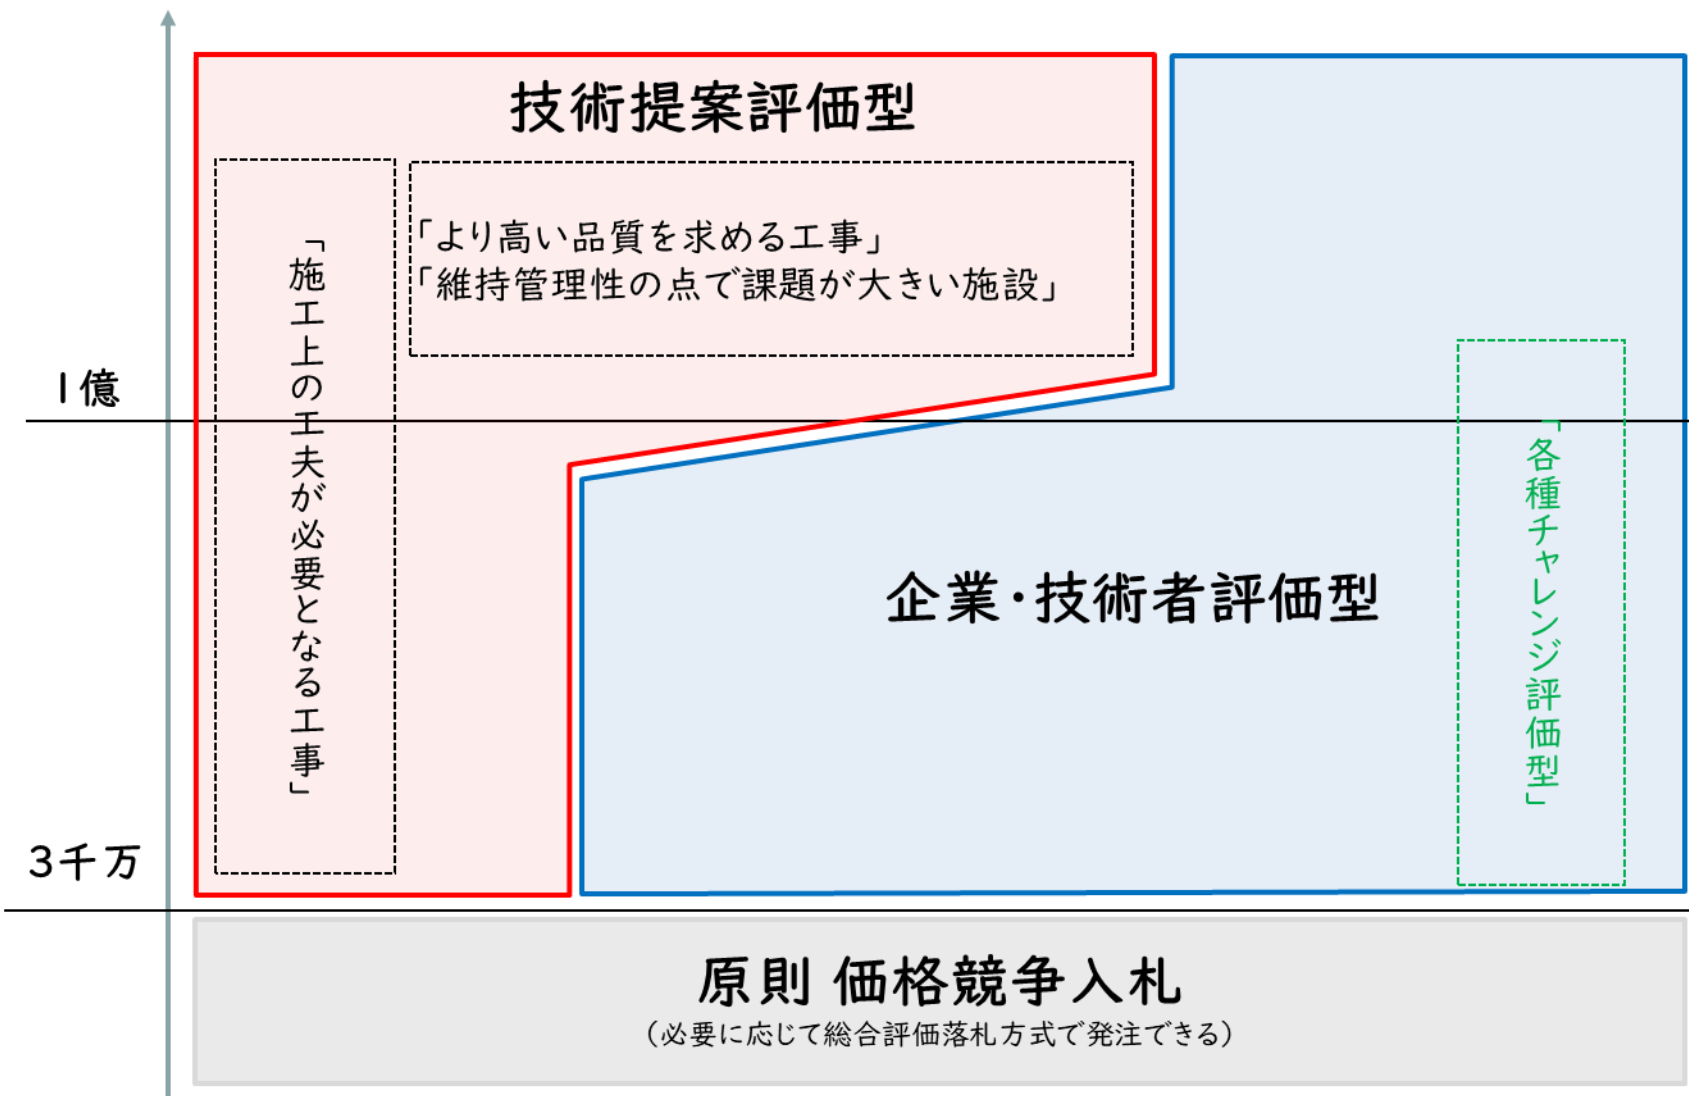 技術提案評価型
「より高い品質を求める工事」
「維持管理性の点で課題が大きい施設」
「施工上の工夫が必要となる工事」
1億
「各種チャレンジ評価型」
企業・技術者評価型
3千万
原則 価格競争入札
（必要に応じて総合評価落札方式で発注できる）